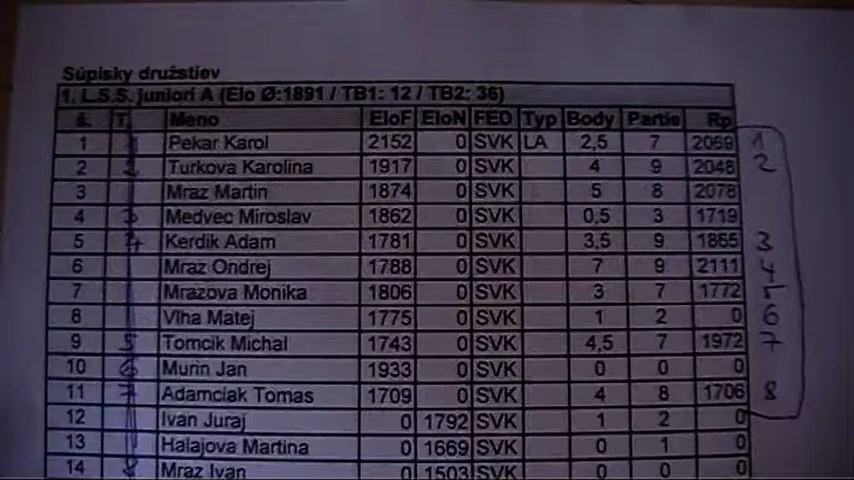 Súpisky družstiev
1. L.S.S. juniori A (Elo Ø:1891 / TB1: 12 / TB2: 36)
č. T. Meno EloF EloN FED Typ Body Partie Rp
1 1 Pekar Karol 2152 0 SVK LA 2,5 7 2069 1
2 2 Turkova Karolina 1917 0 SVK 4 9 2048 2
3 Mraz Martin 1874 0 SVK 5 8 2078
4 3 Medvec Miroslav 1862 0 SVK 0,5 3 1719
5 4 Kerdik Adam 1781 0 SVK 3,5 9 1855 3
6 Mraz Ondrej 1788 0 SVK 7 9 2111 4
7 Mrazova Monika 1806 0 SVK 3 7 1772 5
8 Vlha Matej 1775 0 SVK 1 2 0 6
9 5 Tomcik Michal 1743 0 SVK 4,5 7 1972 7
10 6 Murin Jan 1933 0 SVK 0 0 0
11 7 Adamciak Tomas 1709 0 SVK 4 8 1706 8
12 Ivan Juraj 0 1792 SVK 1 2 0
13 Halajova Martina 0 1669 SVK 0 1 0
14 8 Mraz Ivan 0 1503 SVK 0 0 0